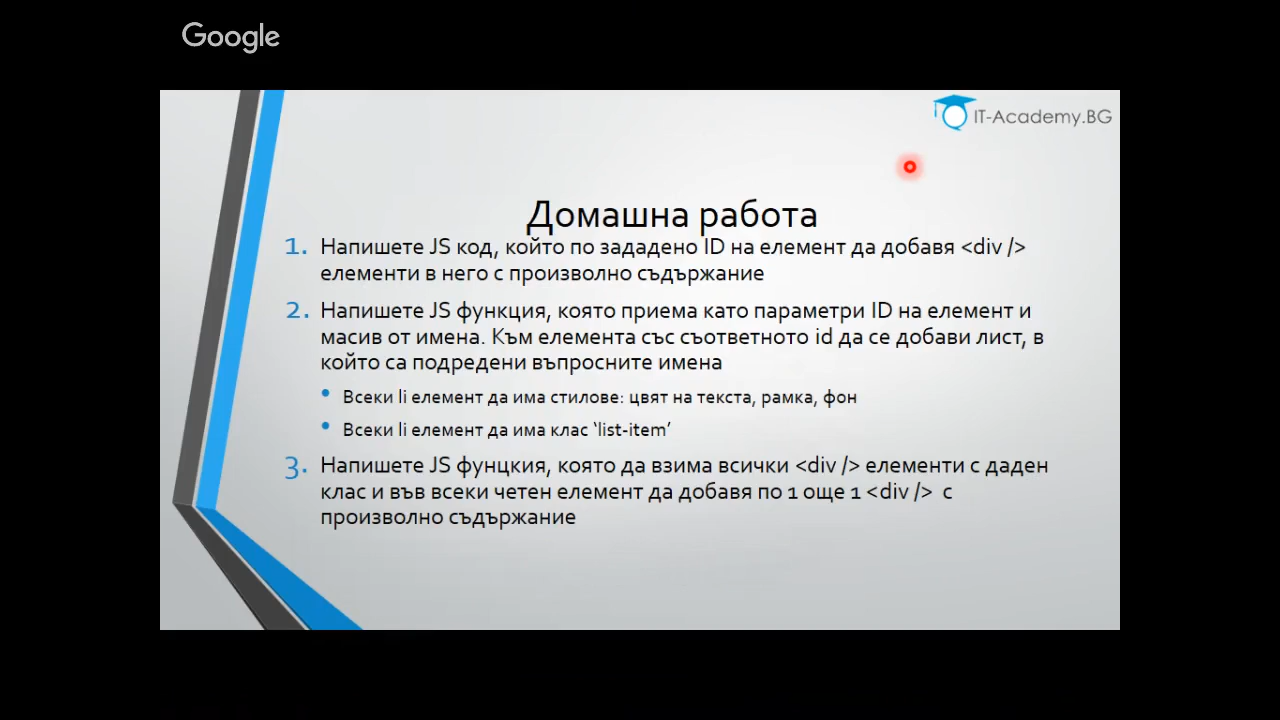 Google
IT-Academy.BG
Домашна работа
1. Напишете JS код, който по зададено ID на елемент да добавя <div />
елементи в него с произволно съдържание
2. Напишете JS функция, която приема като параметри ID на елемент и
масив от имена. Към елемента със съответното id да се добави лист, в
който са подредени въпросните имена
• Всеки li елемент да има стилове: цвят на текста, рамка, фон
• Всеки li елемент да има клас ‘list-item’
3. Напишете JS фунцкия, която да взима всички <div /> елементи с даден
клас и във всеки четен елемент да добавя по 1 още 1 <div /> с
произволно съдържание